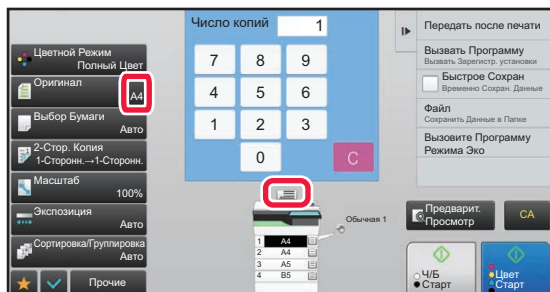 Число копий 1
Передать после печати
Вызвать Программу
Вызвать Зарегистр. установки
Быстрое Сохран
Временно Сохран. Данные
Файл
Сохранить Данные в Папке
Вызовите Программу
Режима Эко
Цветной Режим
Полный Цвет
Оригинал
A4
Выбор Бумаги
Авто
2-Стор. Копия
1-Сторонн.→1-Сторонн.
Масштаб
100%
Экспозиция
Авто
Сортировка/Группировка
Авто
Прочие
7 8 9
4 5 6
1 2 3
0 C
Обычная 1
1 A4
2 A4
3 A5
4 B5
Предварит.
Просмотр
CA
Ч/Б
Старт
Цвет
Старт